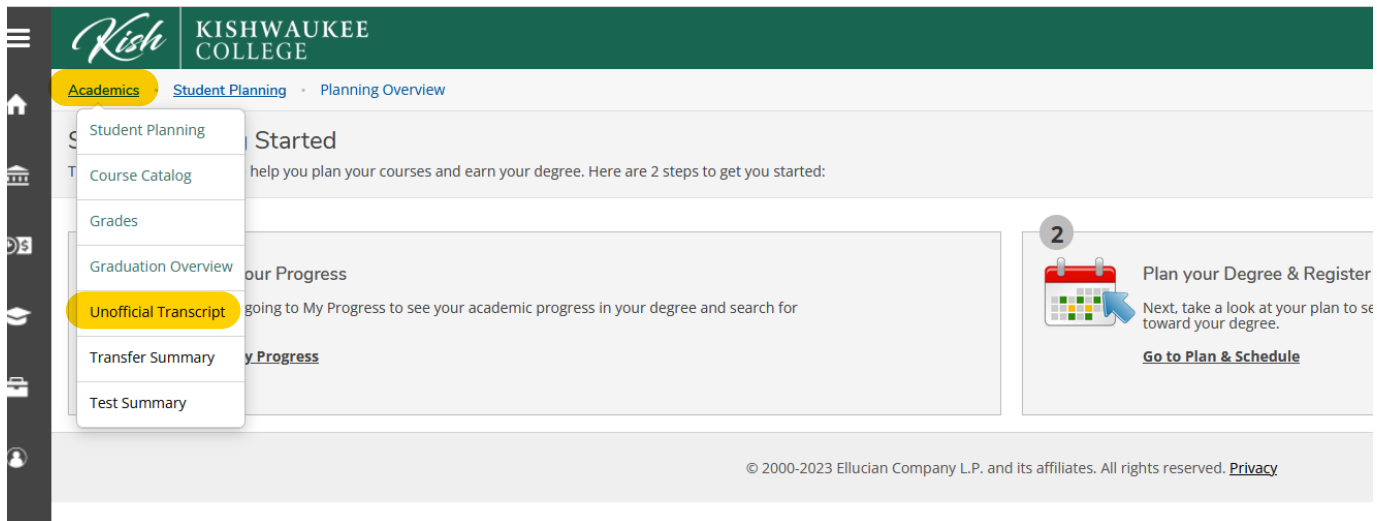 Kish
KISHWAUKEE
COLLEGE
Academics · Student Planning · Planning Overview
Student Planning
Course Catalog
Grades
Graduation Overview
Unofficial Transcript
Transfer Summary
Test Summary
S Started
T help you plan your courses and earn your degree. Here are 2 steps to get you started:
our Progress
going to My Progress to see your academic progress in your degree and search for
y Progress
2
Plan your Degree & Register
Next, take a look at your plan to se
toward your degree.
Go to Plan & Schedule
© 2000-2023 Ellucian Company L.P. and its affiliates. All rights reserved. Privacy